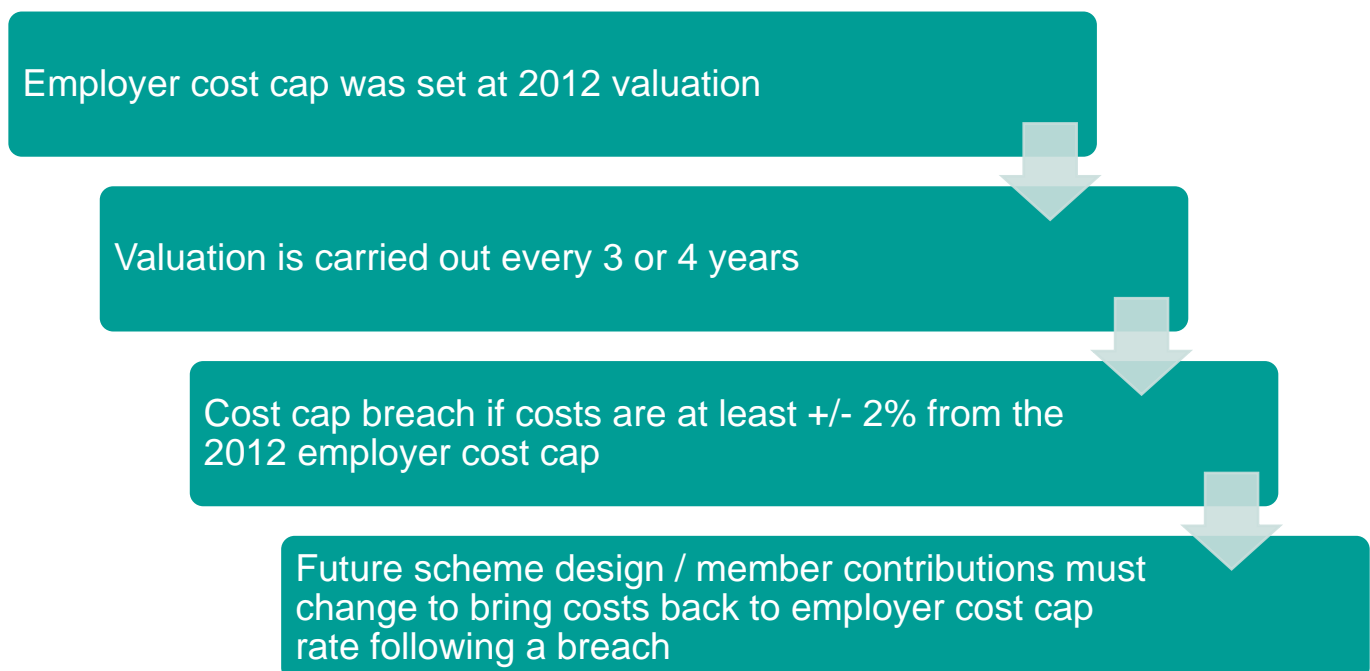 Employer cost cap was set at 2012 valuation
Valuation is carried out every 3 or 4 years
Cost cap breach if costs are at least +/- 2% from the
2012 employer cost cap
Future scheme design / member contributions must
change to bring costs back to employer cost cap
rate following a breach